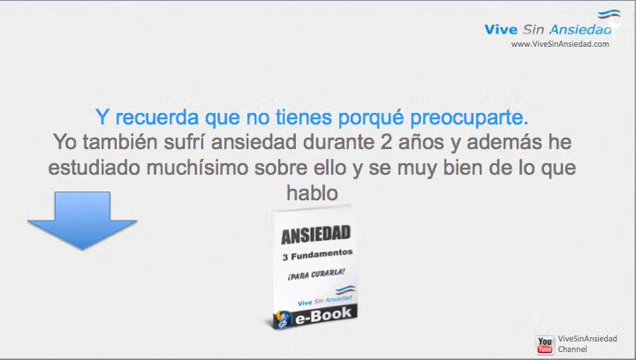 Vive Sin Ansiedad
www.ViveSinAnsiedad.com
Y recuerda que no tienes porqué preocuparte.
Yo también sufrí ansiedad durante 2 años y además he
estudiado muchísimo sobre ello y se muy bien de lo que
hablo
ANSIEDAD
3 Fundamentos
¡PARA CURARLA!
Vive Sin Ansiedad
e-Book
You Tube
ViveSinAnsiedad
Channel